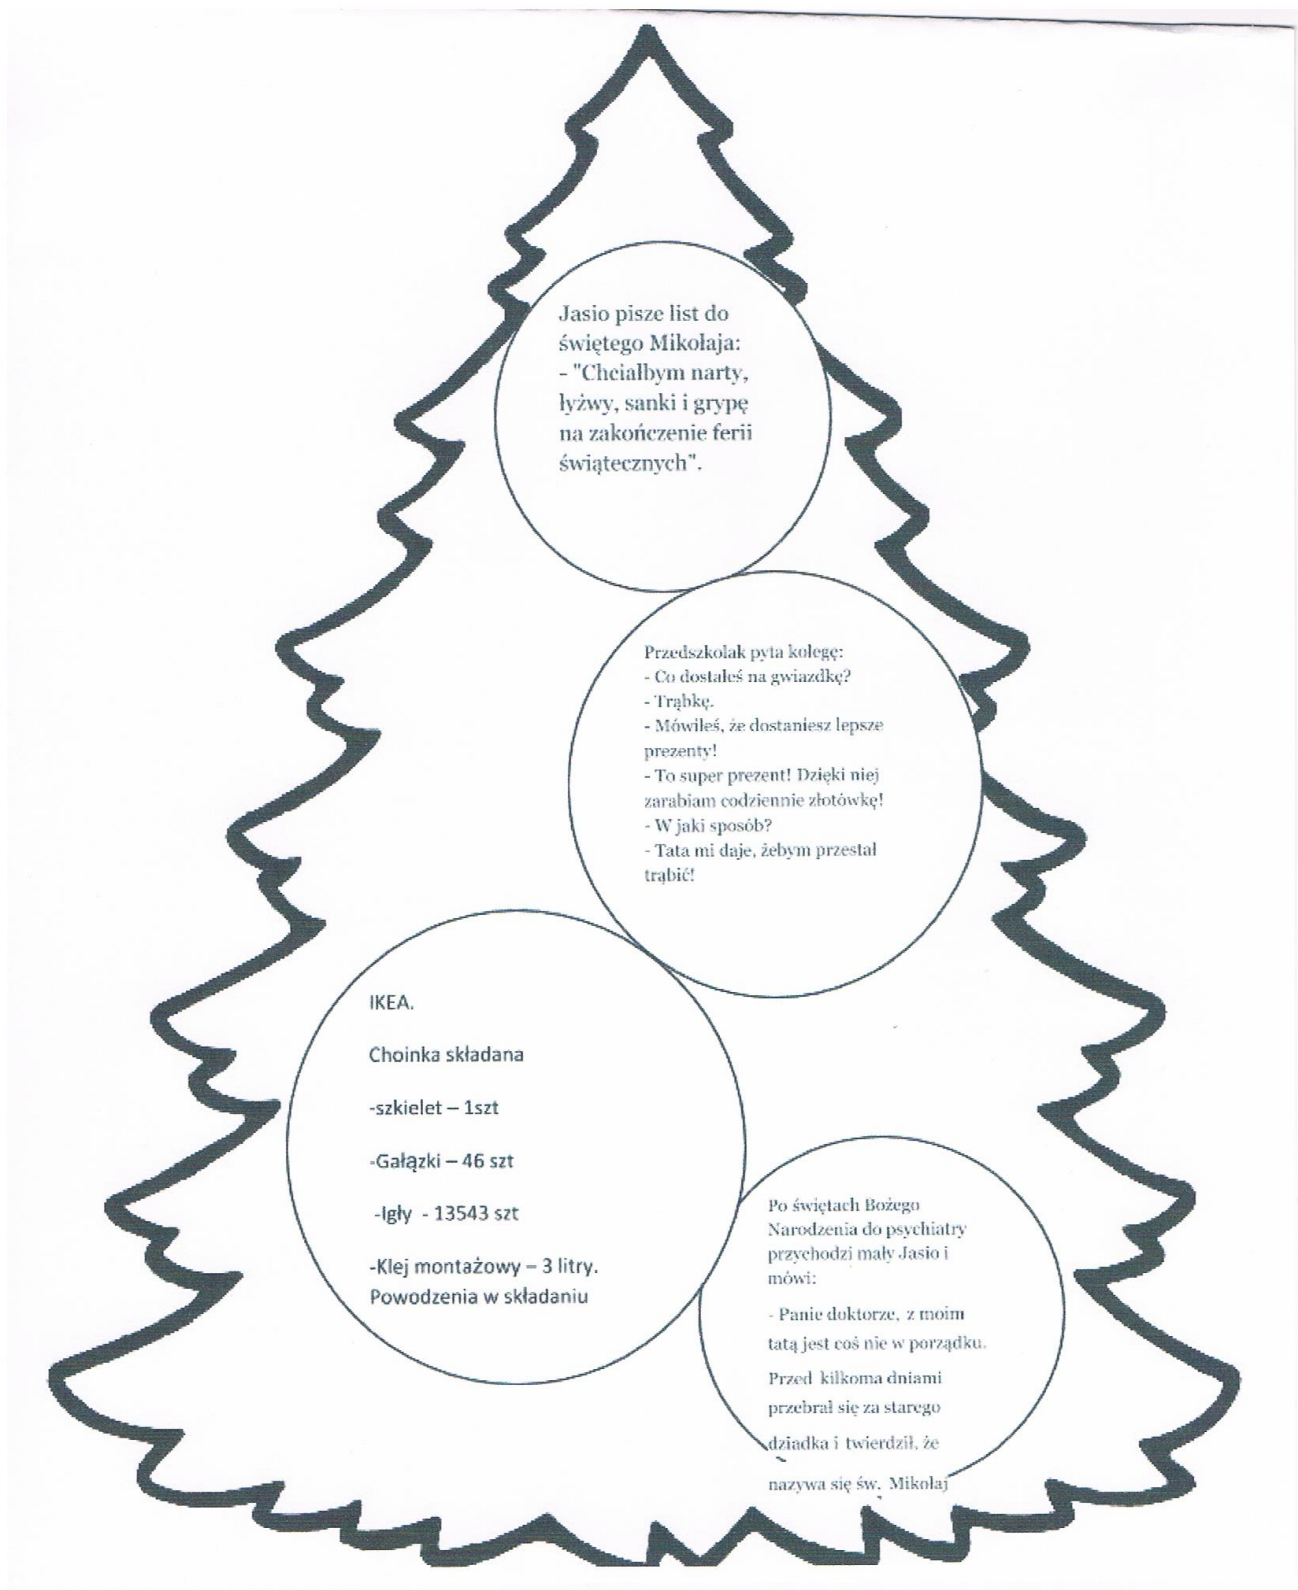 Jasio pisze list do
świętego Mikołaja:
- "Chciałbym narty,
łyżwy, sanki i grypę
na zakończenie ferii
świątecznych".
Przedszkolak pyta kolegę:
- Co dostałeś na gwiazdkę?
- Trąbkę.
- Mówiłeś, że dostaniesz lepsze
prezenty!
- To super prezent! Dzięki niej
zarabiam codziennie złotówkę!
- W jaki sposób?
- Tata mi daje, żebym przestał
trąbić!
IKEA.
Choinka składana
-szkielet – 1szt
-Gałązki – 46 szt
-Igły - 13543 szt
-Klej montażowy – 3 litry.
Powodzenia w składaniu
Po świętach Bożego
Narodzenia do psychiatry
przychodzi mały Jasio i
mówi:
- Panie doktorze, z moim
tatą jest coś nie w porządku.
Przed kilkoma dniami
przebrał się za starego
dziadka i twierdził, że
nazywa się św. Mikołaj